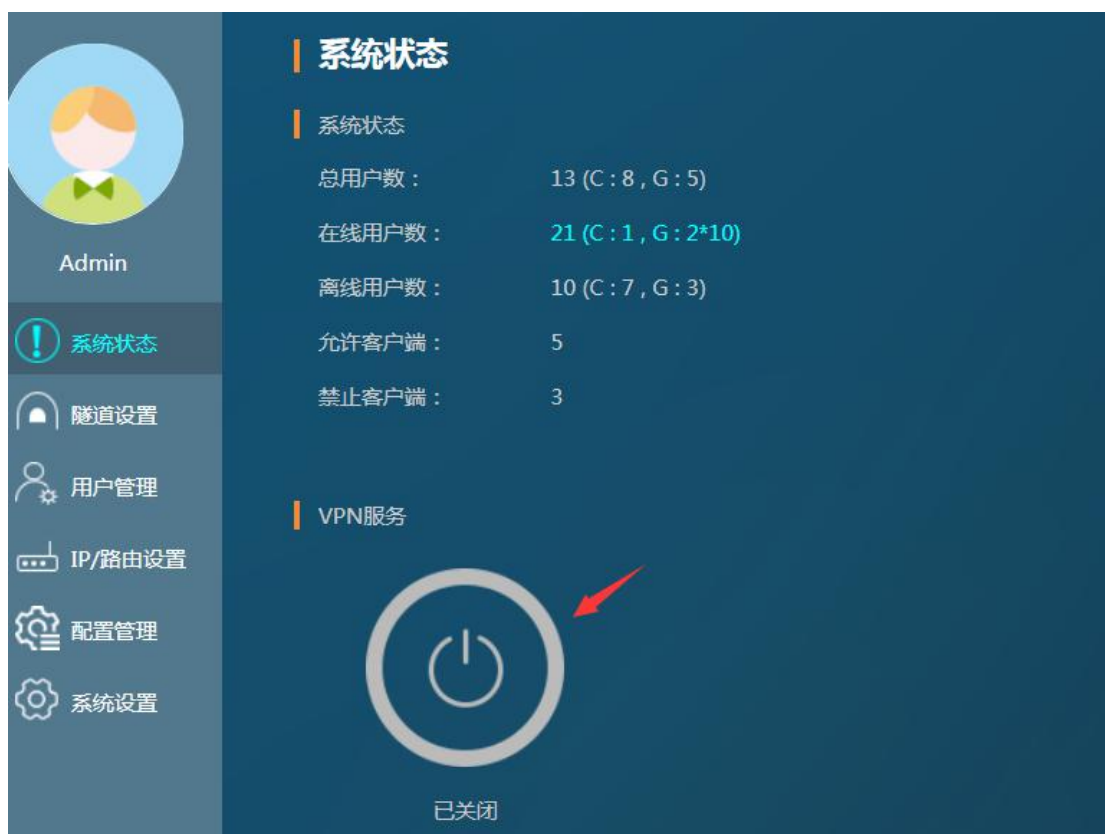 Admin
系统状态
隧道设置
用户管理
IP/路由设置
配置管理
系统设置
系统状态
系统状态
总用户数： 13 (C : 8 , G : 5)
在线用户数： 21 (C : 1 , G : 2*10)
离线用户数： 10 (C : 7 , G : 3)
允许客户端： 5
禁止客户端： 3
VPN服务
已关闭